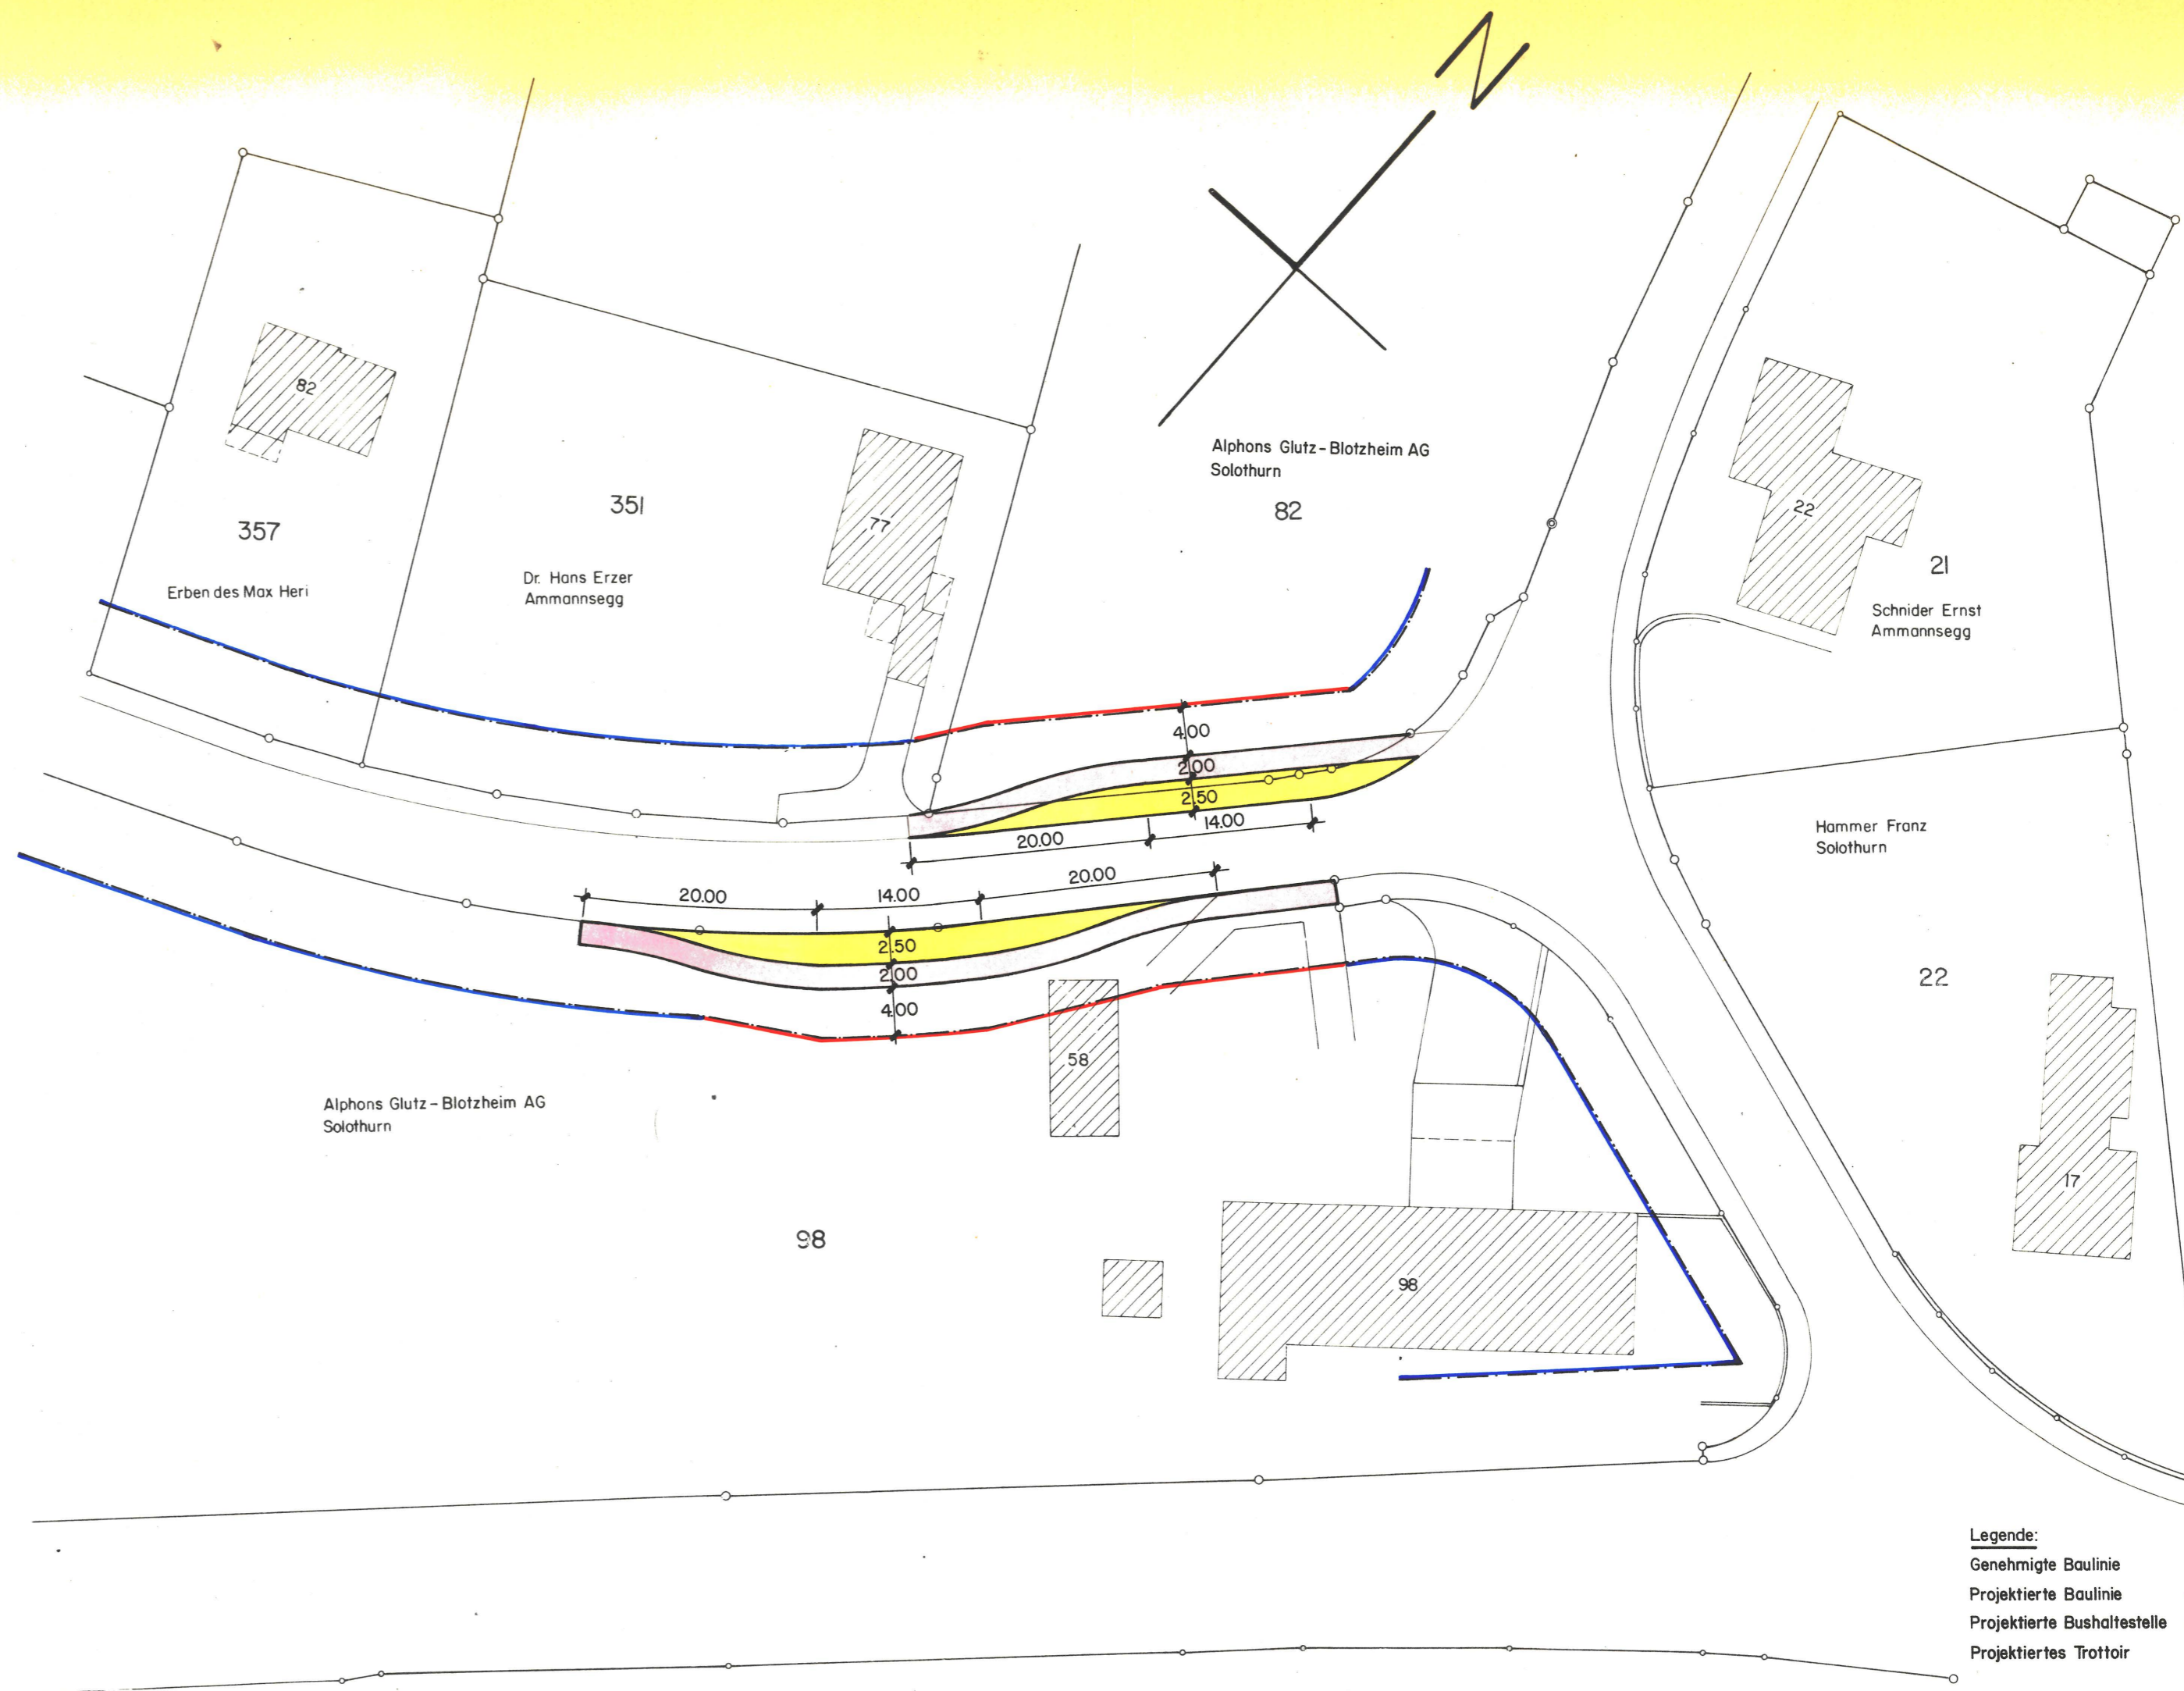 N
82
357
Erben des Max Heri
351
Dr. Hans Erzer
Ammannsegg
77
Alphons Glutz-Blotzheim AG
Solothurn
82
22
21
Schnider Ernst
Ammannsegg
4.00
2.00
2.50
14.00
20.00
Hammer Franz
Solothurn
20.00
14.00
20.00
2.50
2.00
4.00
58
22
17
Alphons Glutz-Blotzheim AG
Solothurn
98
98
Legende:
Genehmigte Baulinie
Projektierte Baulinie
Projektierte Bushaltestelle
Projektiertes Trottoir